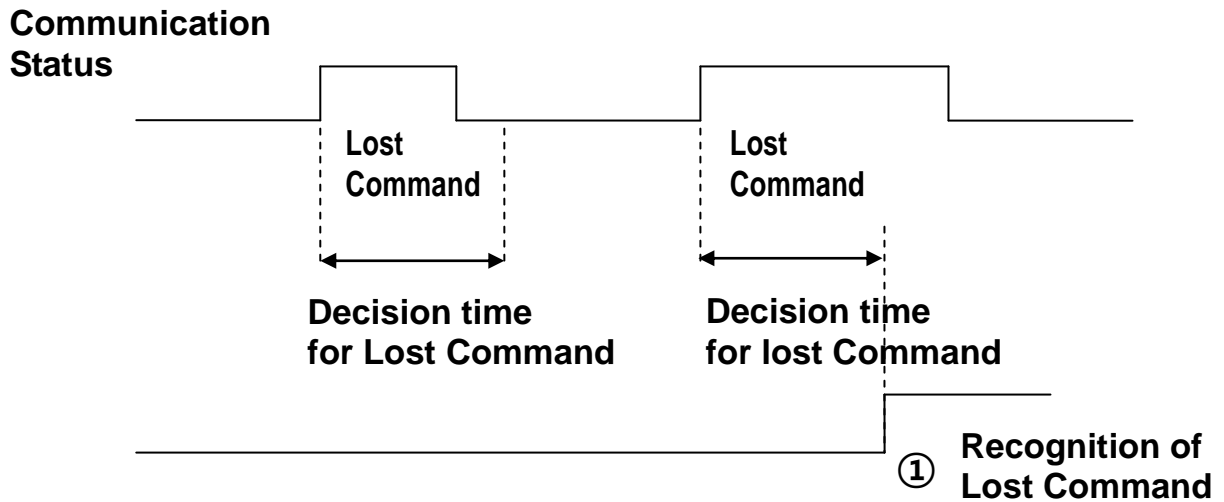 Communication
Status
Lost
Command
Lost
Command
Decision time
for Lost Command
Decision time
for lost Command
① Recognition of
Lost Command